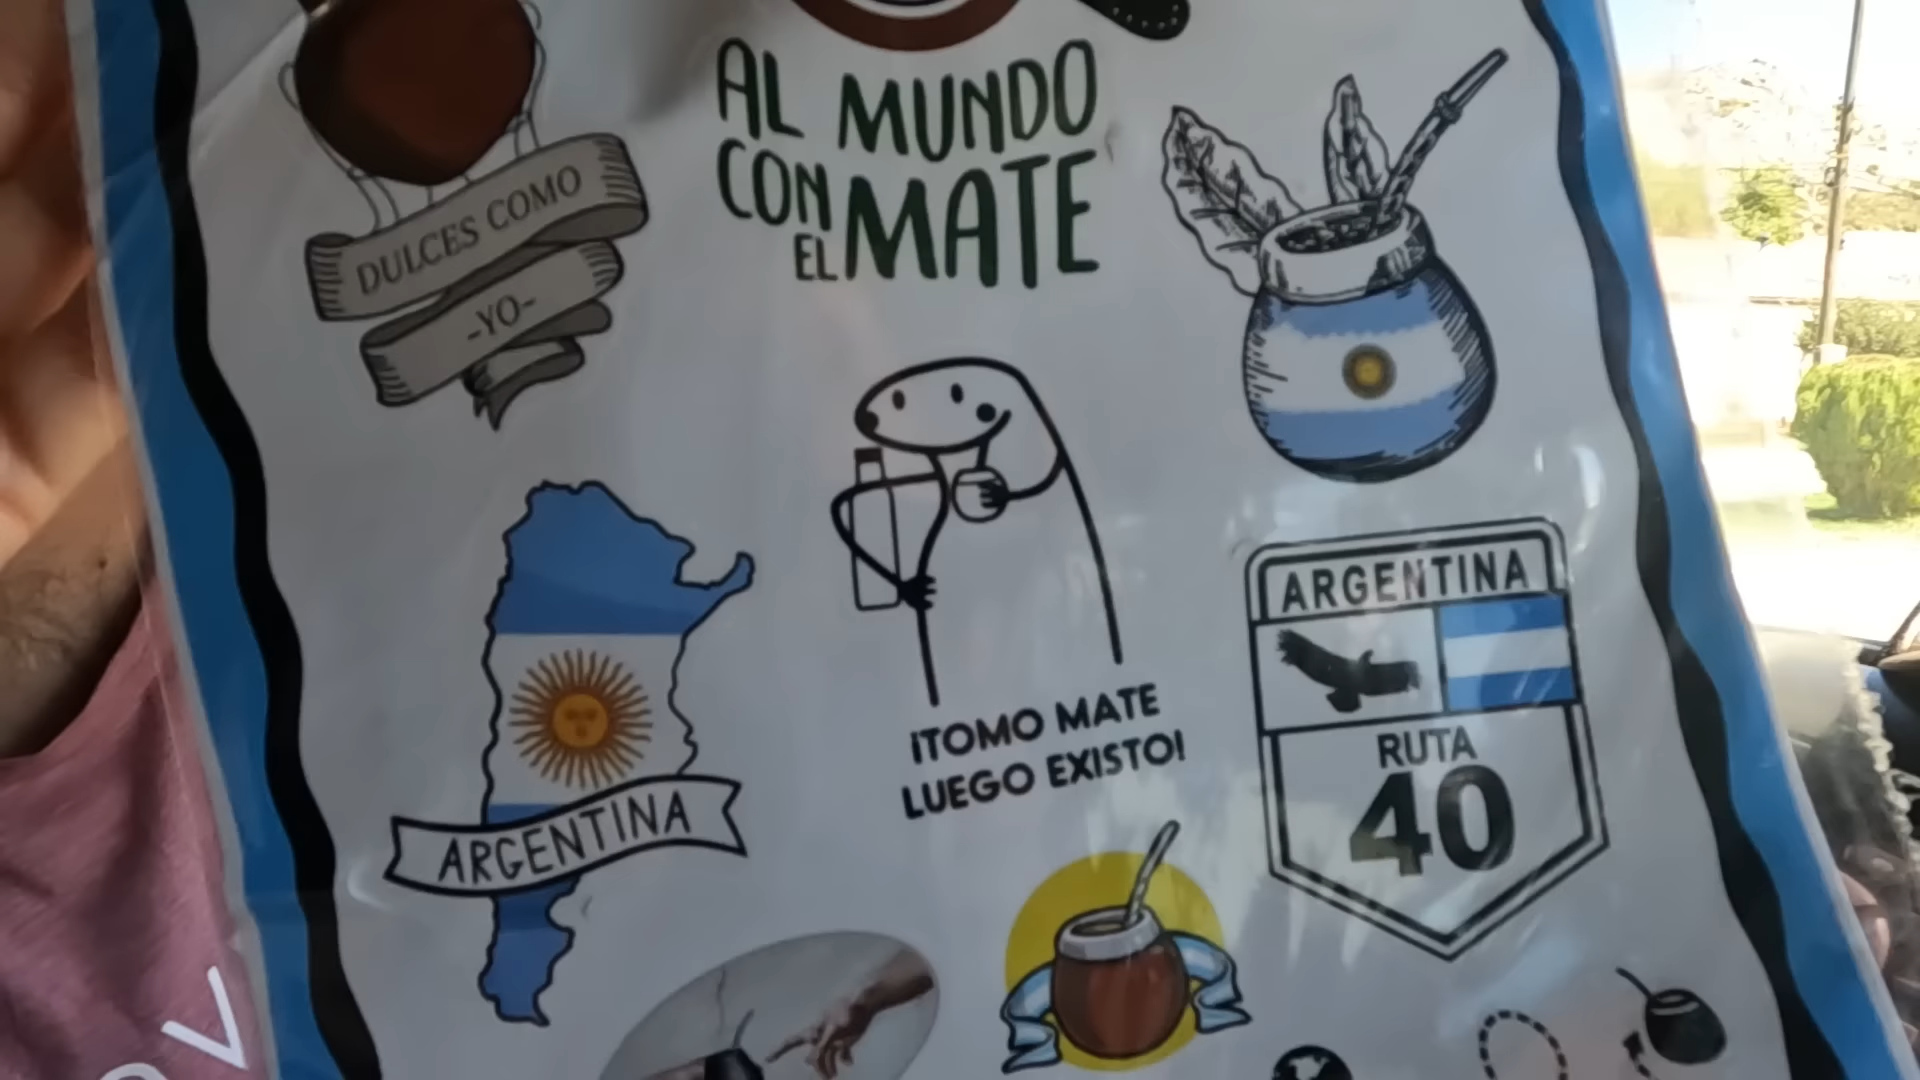 AL MUNDO
CON
EL MATE
DULCES COMO
-YO-
¡TOMO MATE
LUEGO EXISTO!
ARGENTINA
RUTA
40
ARGENTINA